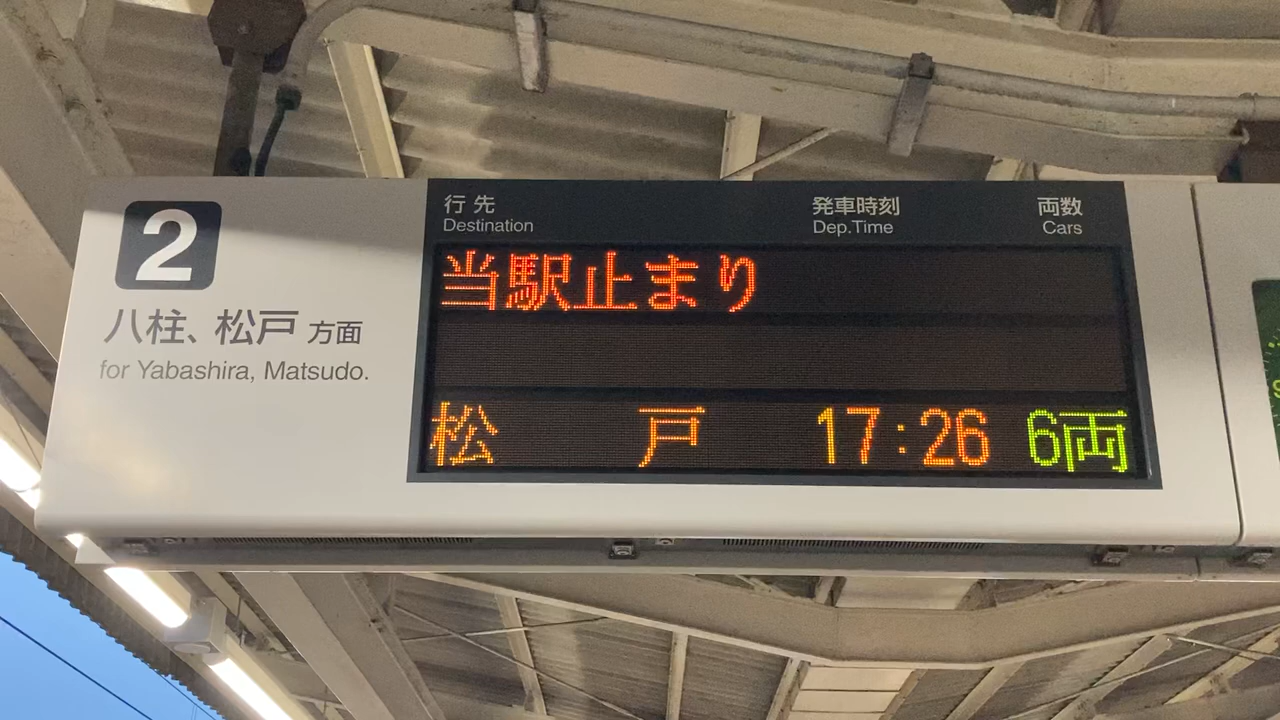 2
八柱、松戸 方面
for Yabashira, Matsudo.
行先 発車時刻 両数
Destination Dep.Time Cars
当駅止まり
松戸 17:26 6両